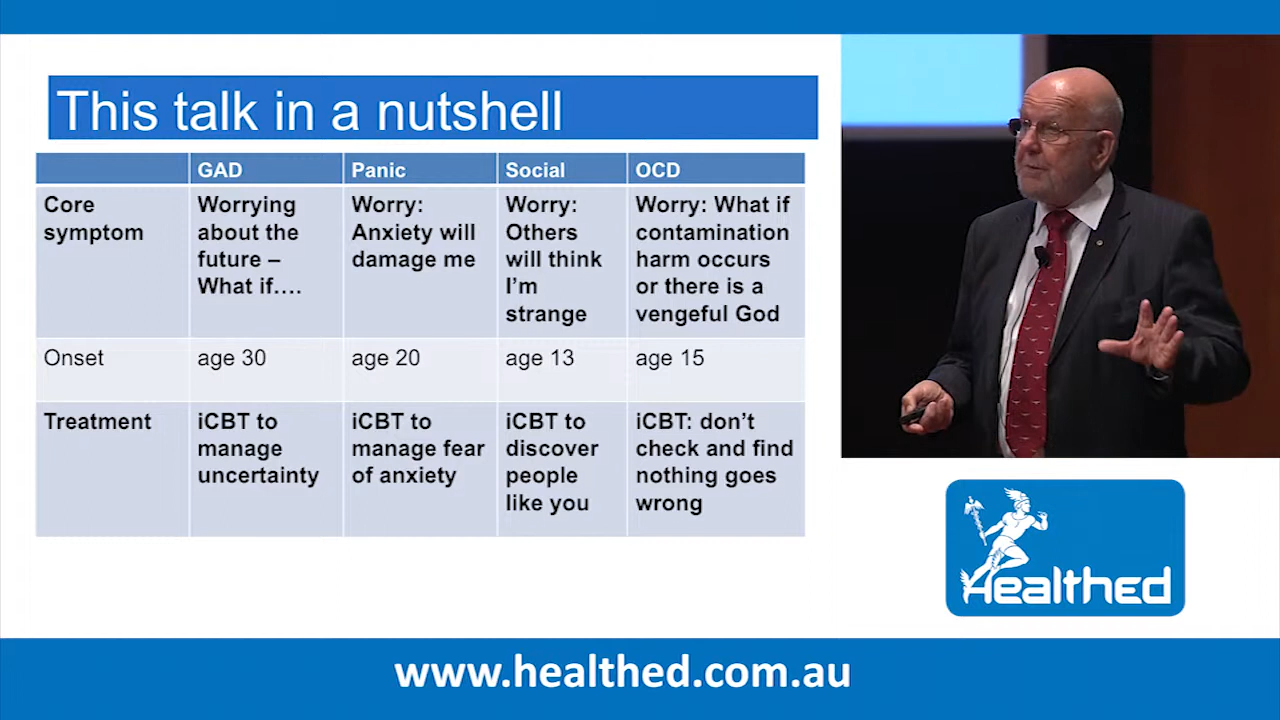 This talk in a nutshell
GAD Panic Social OCD
Core symptom
Worrying about the future – What if….
Worry: Anxiety will damage me
Worry: Others will think I’m strange
Worry: What if contamination harm occurs or there is a vengeful God
Onset age 30 age 20 age 13 age 15
Treatment
iCBT to manage uncertainty
iCBT to manage fear of anxiety
iCBT to discover people like you
iCBT: don’t check and find nothing goes wrong
Healthed
www.healthed.com.au